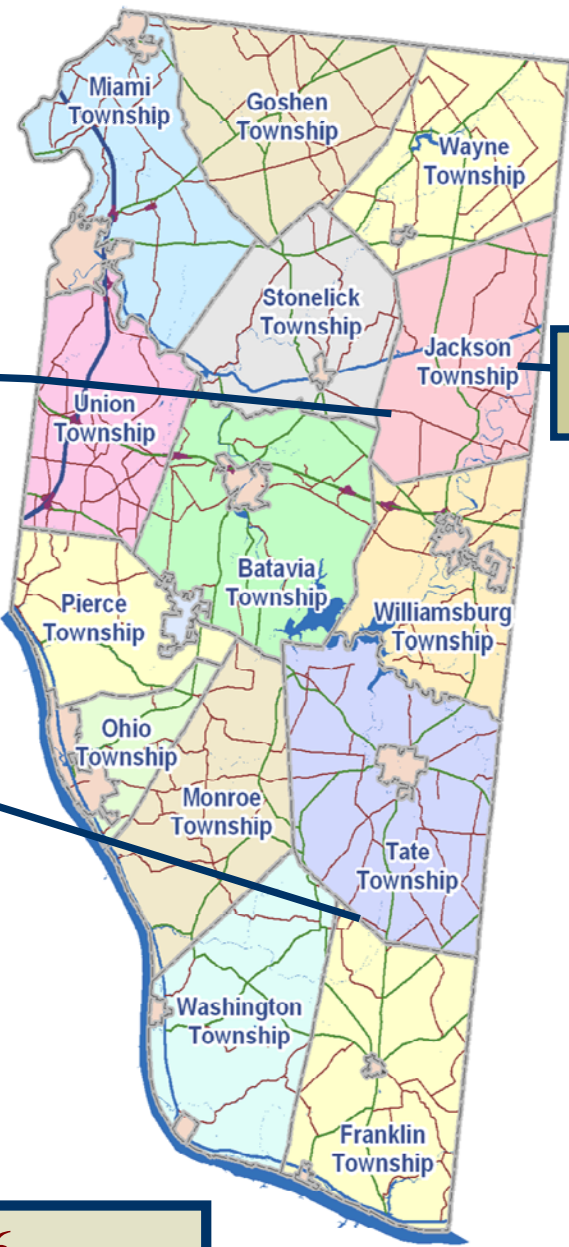 Miami
Township
Goshen
Township
Wayne
Township
Stonelick
Township
Jackson
Township
Union
Township
Batavia
Township
Pierce
Township
Williamsburg
Township
Ohio
Township
Monroe
Township
Tate
Township
Washington
Township
Franklin
Township